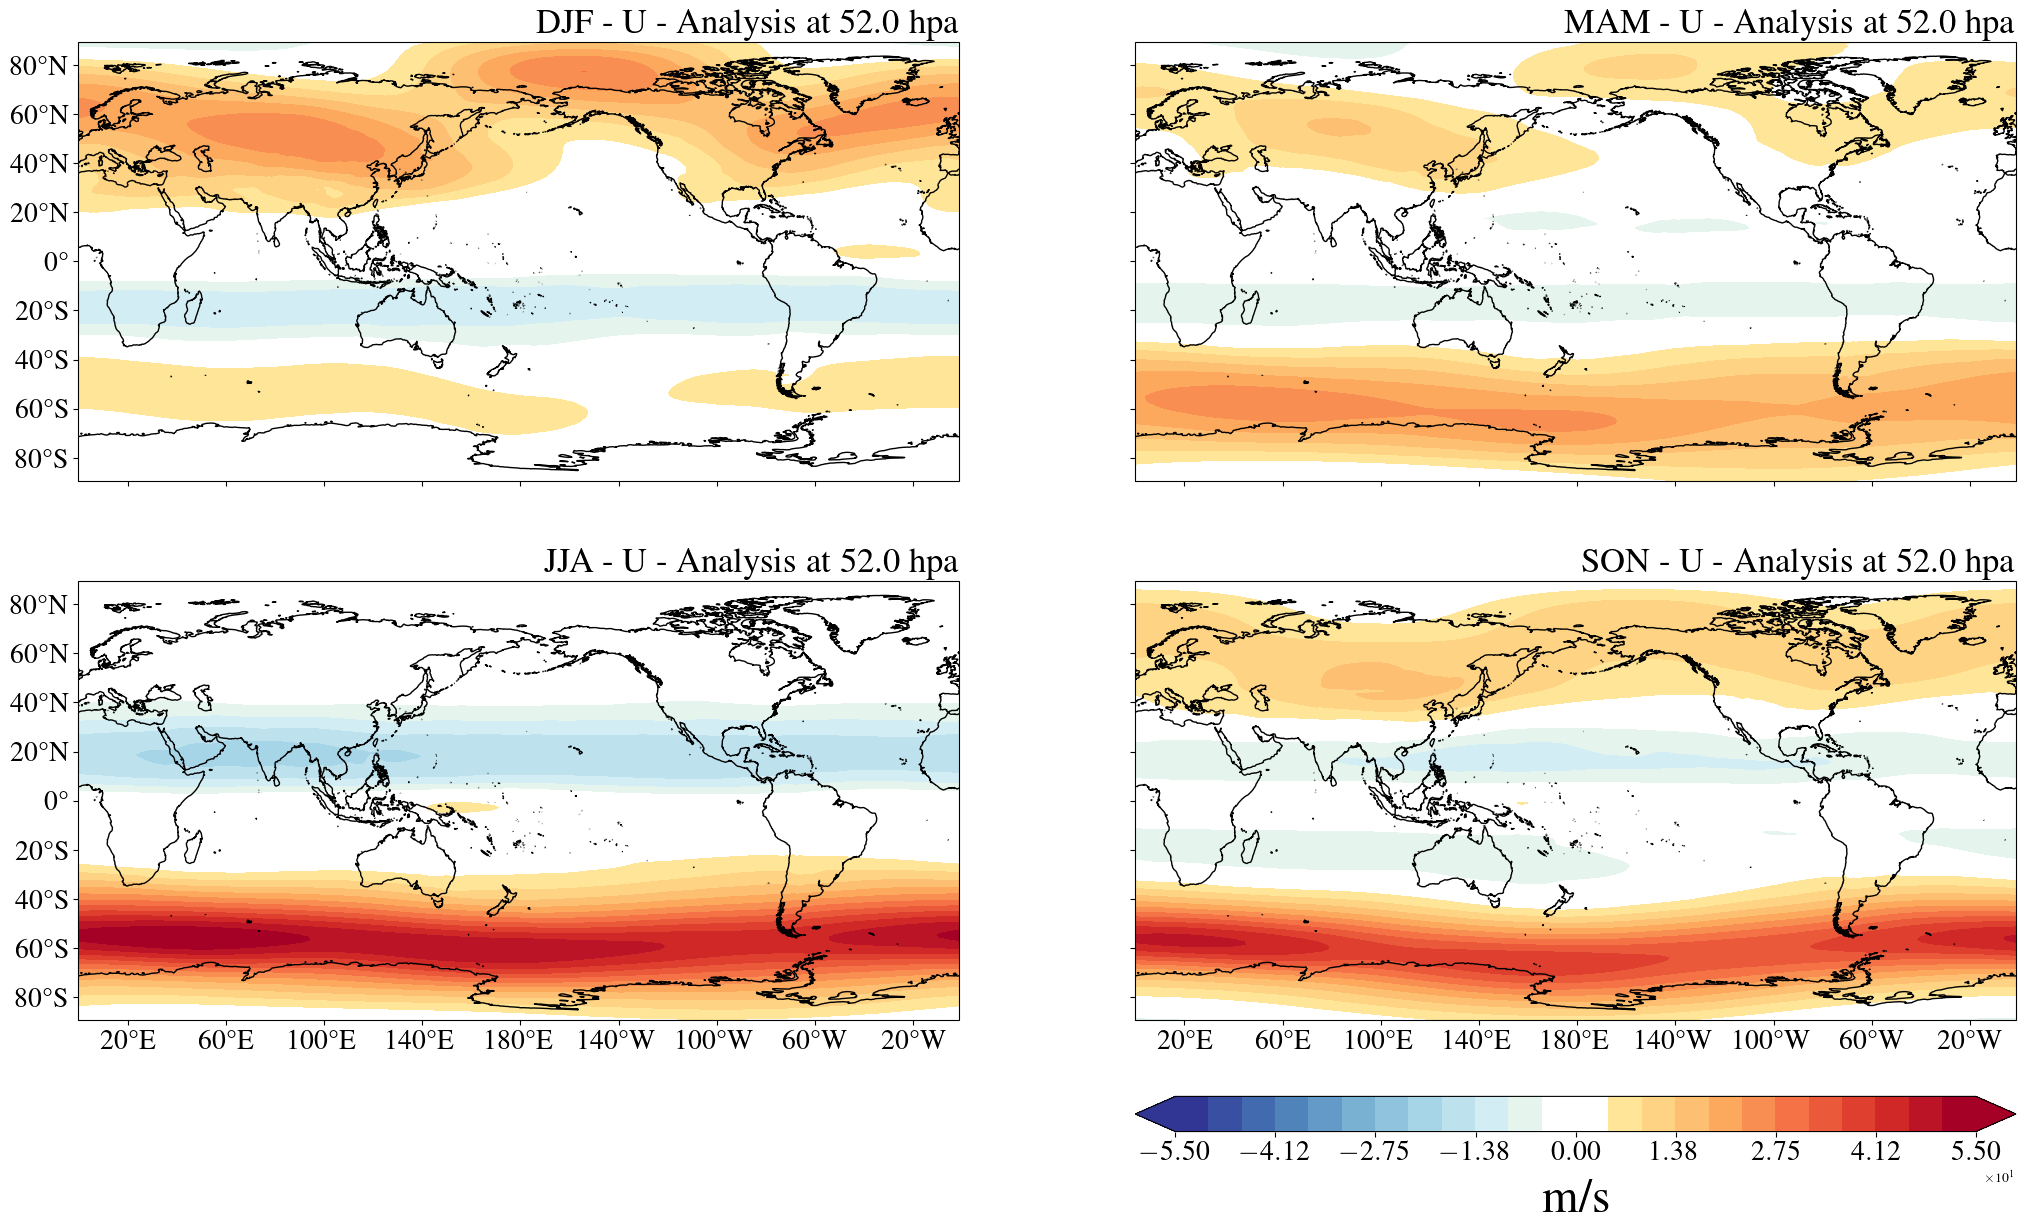 DJF - U - Analysis at 52.0 hpa
MAM - U - Analysis at 52.0 hpa
80°N
60°N
40°N
20°N
0°
20°S
40°S
60°S
80°S
JJA - U - Analysis at 52.0 hpa
SON - U - Analysis at 52.0 hpa
80°N
60°N
40°N
20°N
0°
20°S
40°S
60°S
80°S
20°E 60°E 100°E 140°E 180°E 140°W 100°W 60°W 20°W
20°E 60°E 100°E 140°E 180°E 140°W 100°W 60°W 20°W
−5.50 −4.12 −2.75 −1.38 0.00 1.38 2.75 4.12 5.50
×10¹
m/s